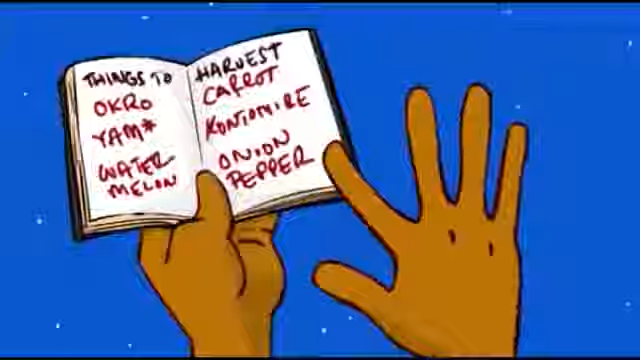 THINGS TO
OKRO
YAM*
WATER
MELON
HARVEST
CARROT
KONTOMIRE
ONION
PEPPER